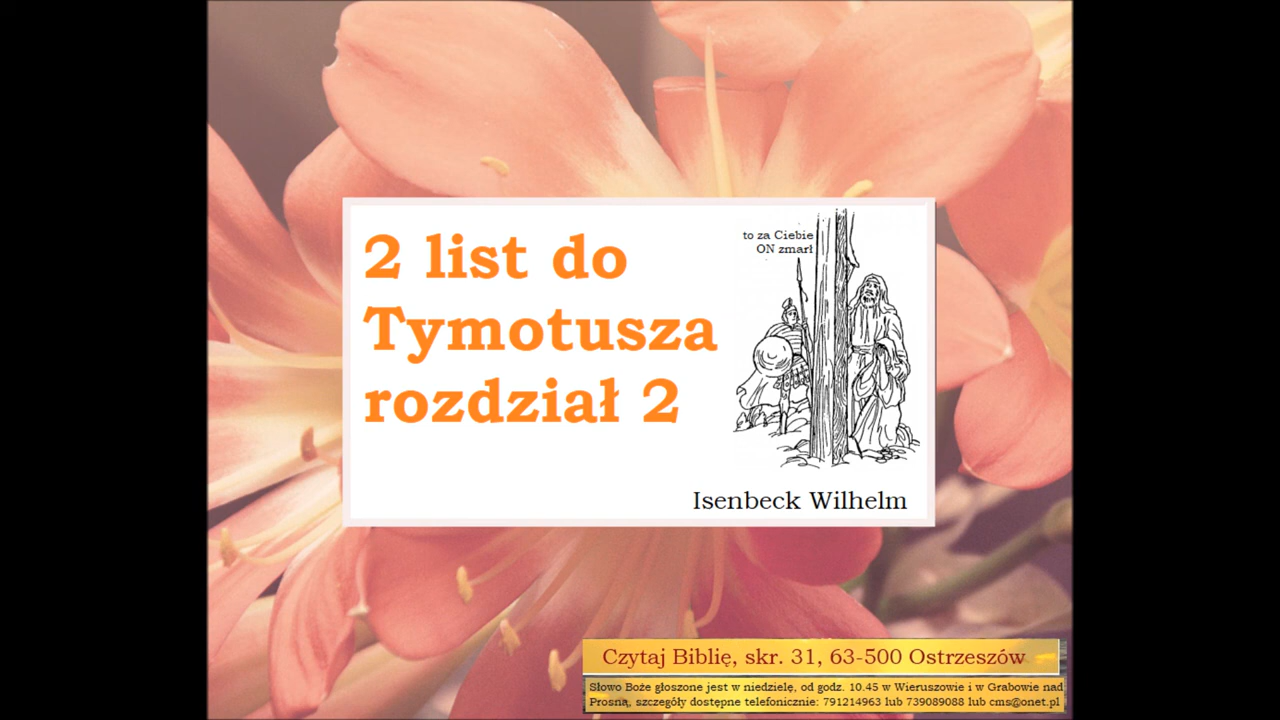 2 list do
Tymotusza
rozdział 2
to za Ciebie
ON zmarł
Isenbeck Wilhelm
Czytaj Biblię, skr. 31, 63-500 Ostrzeszów
Słowo Boże głoszone jest w niedzielę, od godz. 10.45 w Wieruszowie i w Grabowie nad
Prosną, szczegóły dostępne telefonicznie: 791214963 lub 739089088 lub cms@onet.pl